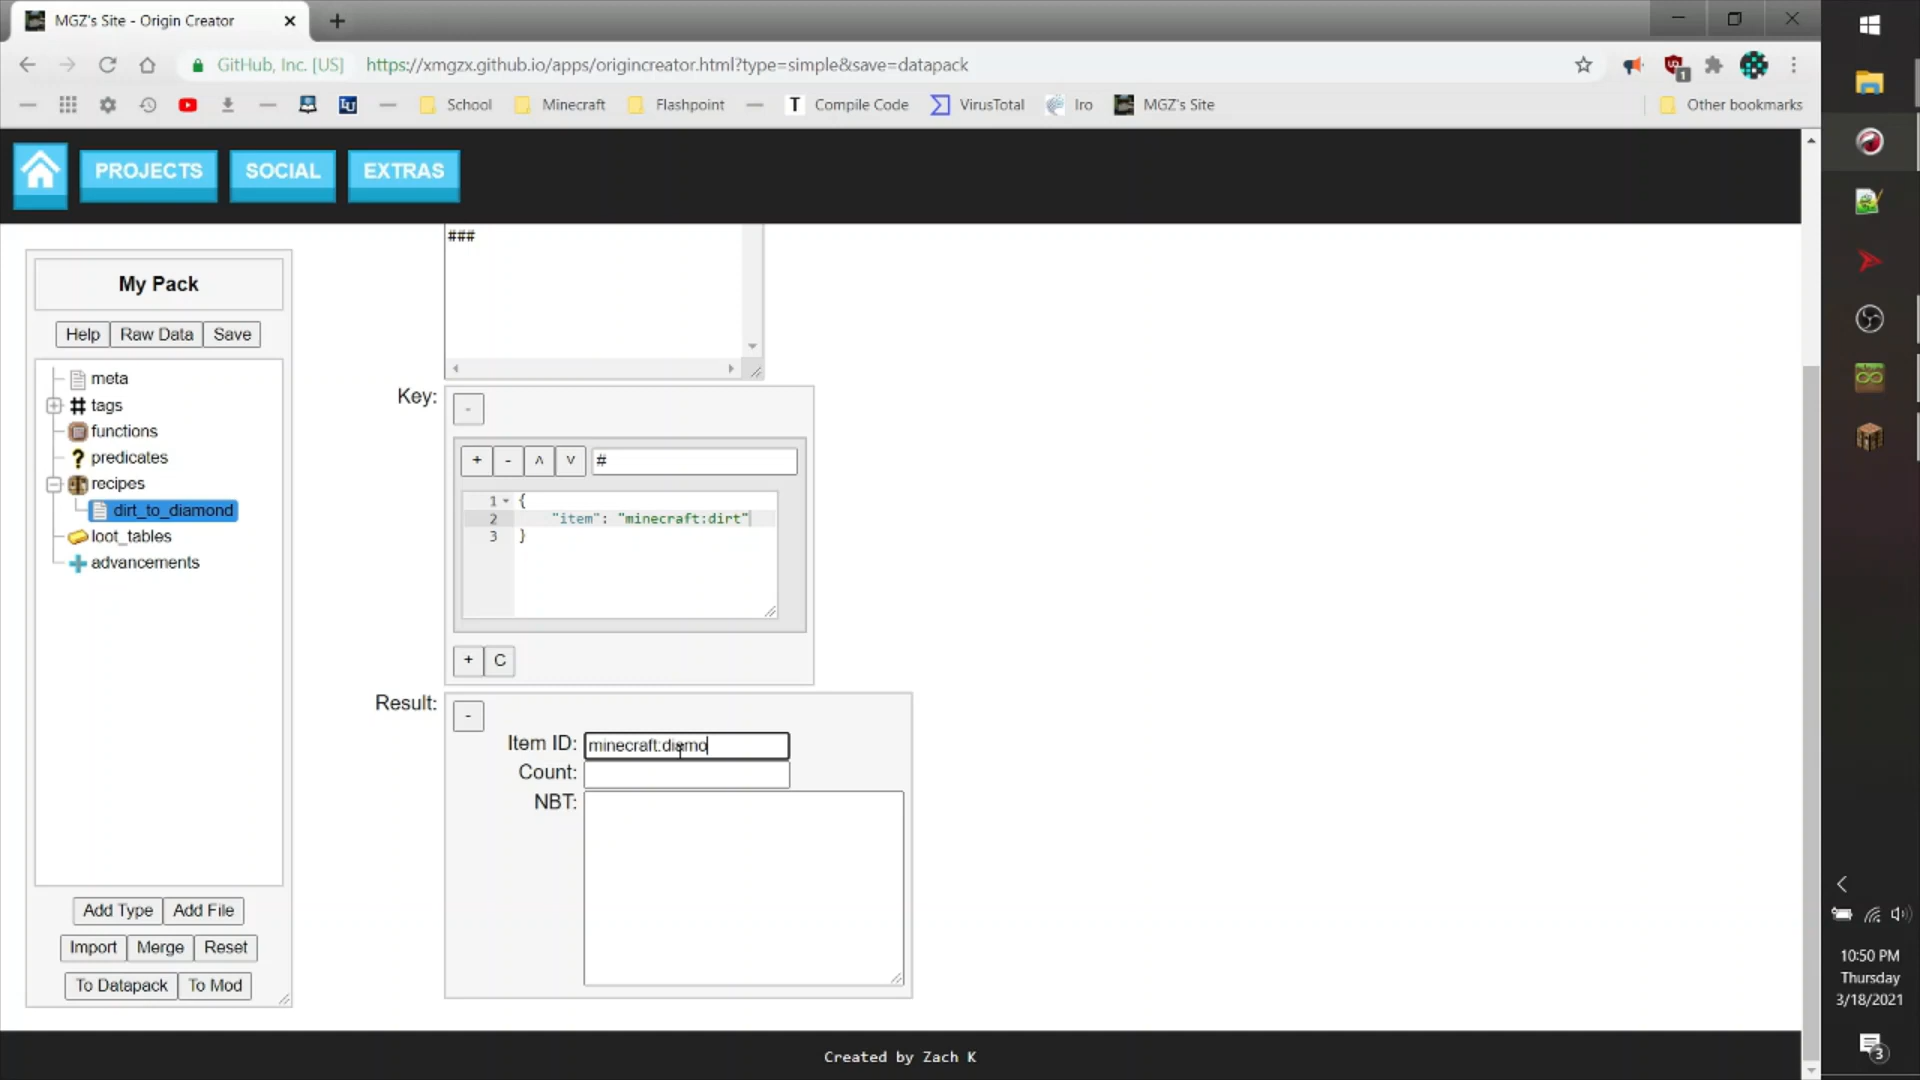 MGZ's Site - Origin Creator
GitHub, Inc. [US]
https://xmgzx.github.io/apps/origincreator.html?type=simple&save=datapack
1
School
Minecraft
Flashpoint
T
Compile Code
VirusTotal
Iro
MGZ's Site
Other bookmarks
PROJECTS
SOCIAL
EXTRAS
My Pack
Help
Raw Data
Save
meta
tags
functions
predicates
recipes
dirt_to_diamond
loot_tables
advancements
Add Type
Add File
Import
Merge
Reset
To Datapack
To Mod
###
Key:
-
+ - ʌ v #
1 {
2 "item": "minecraft:dirt"
3 }
+ C
Result:
-
Item ID: minecraft:diamo
Count:
NBT:
Created by Zach K
10:50 PM
Thursday
3/18/2021
3